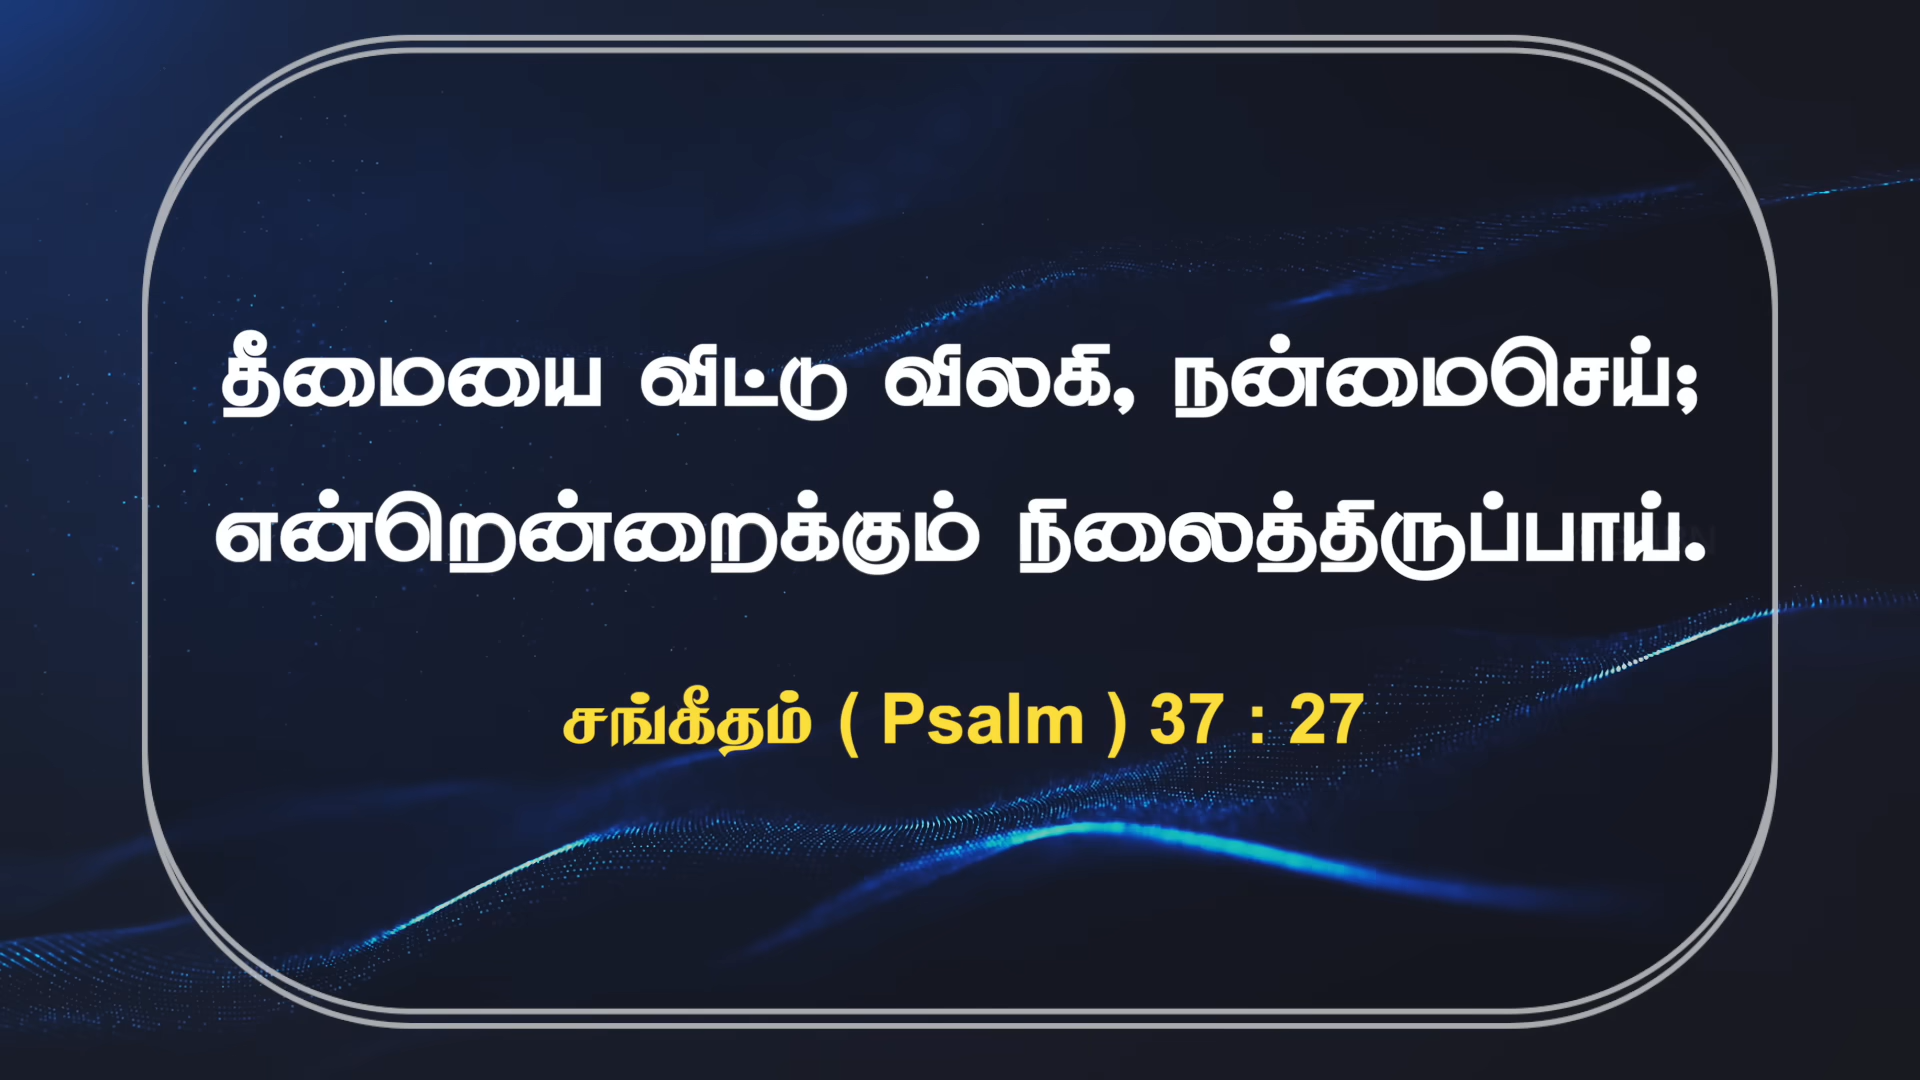 தீமையை விட்டு விலகி, நன்மைசெய்;
என்றென்றைக்கும் நிலைத்திருப்பாய்.
சங்கீதம் ( Psalm ) 37 : 27